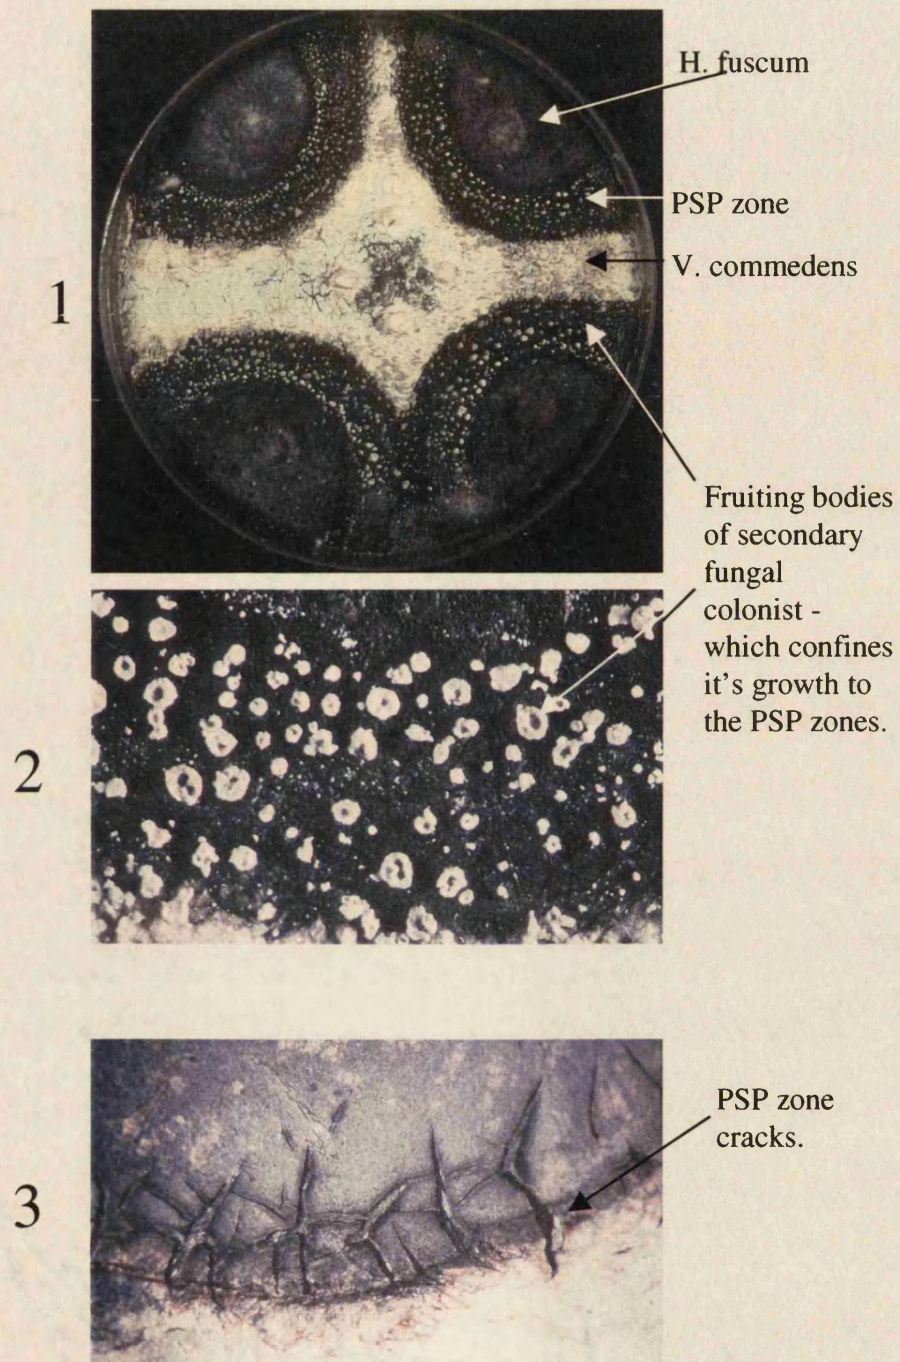 H. fuscum
PSP zone
V. commedens
1
Fruiting bodies
of secondary
fungal
colonist -
which confines
it's growth to
the PSP zones.
2
PSP zone
cracks.
3